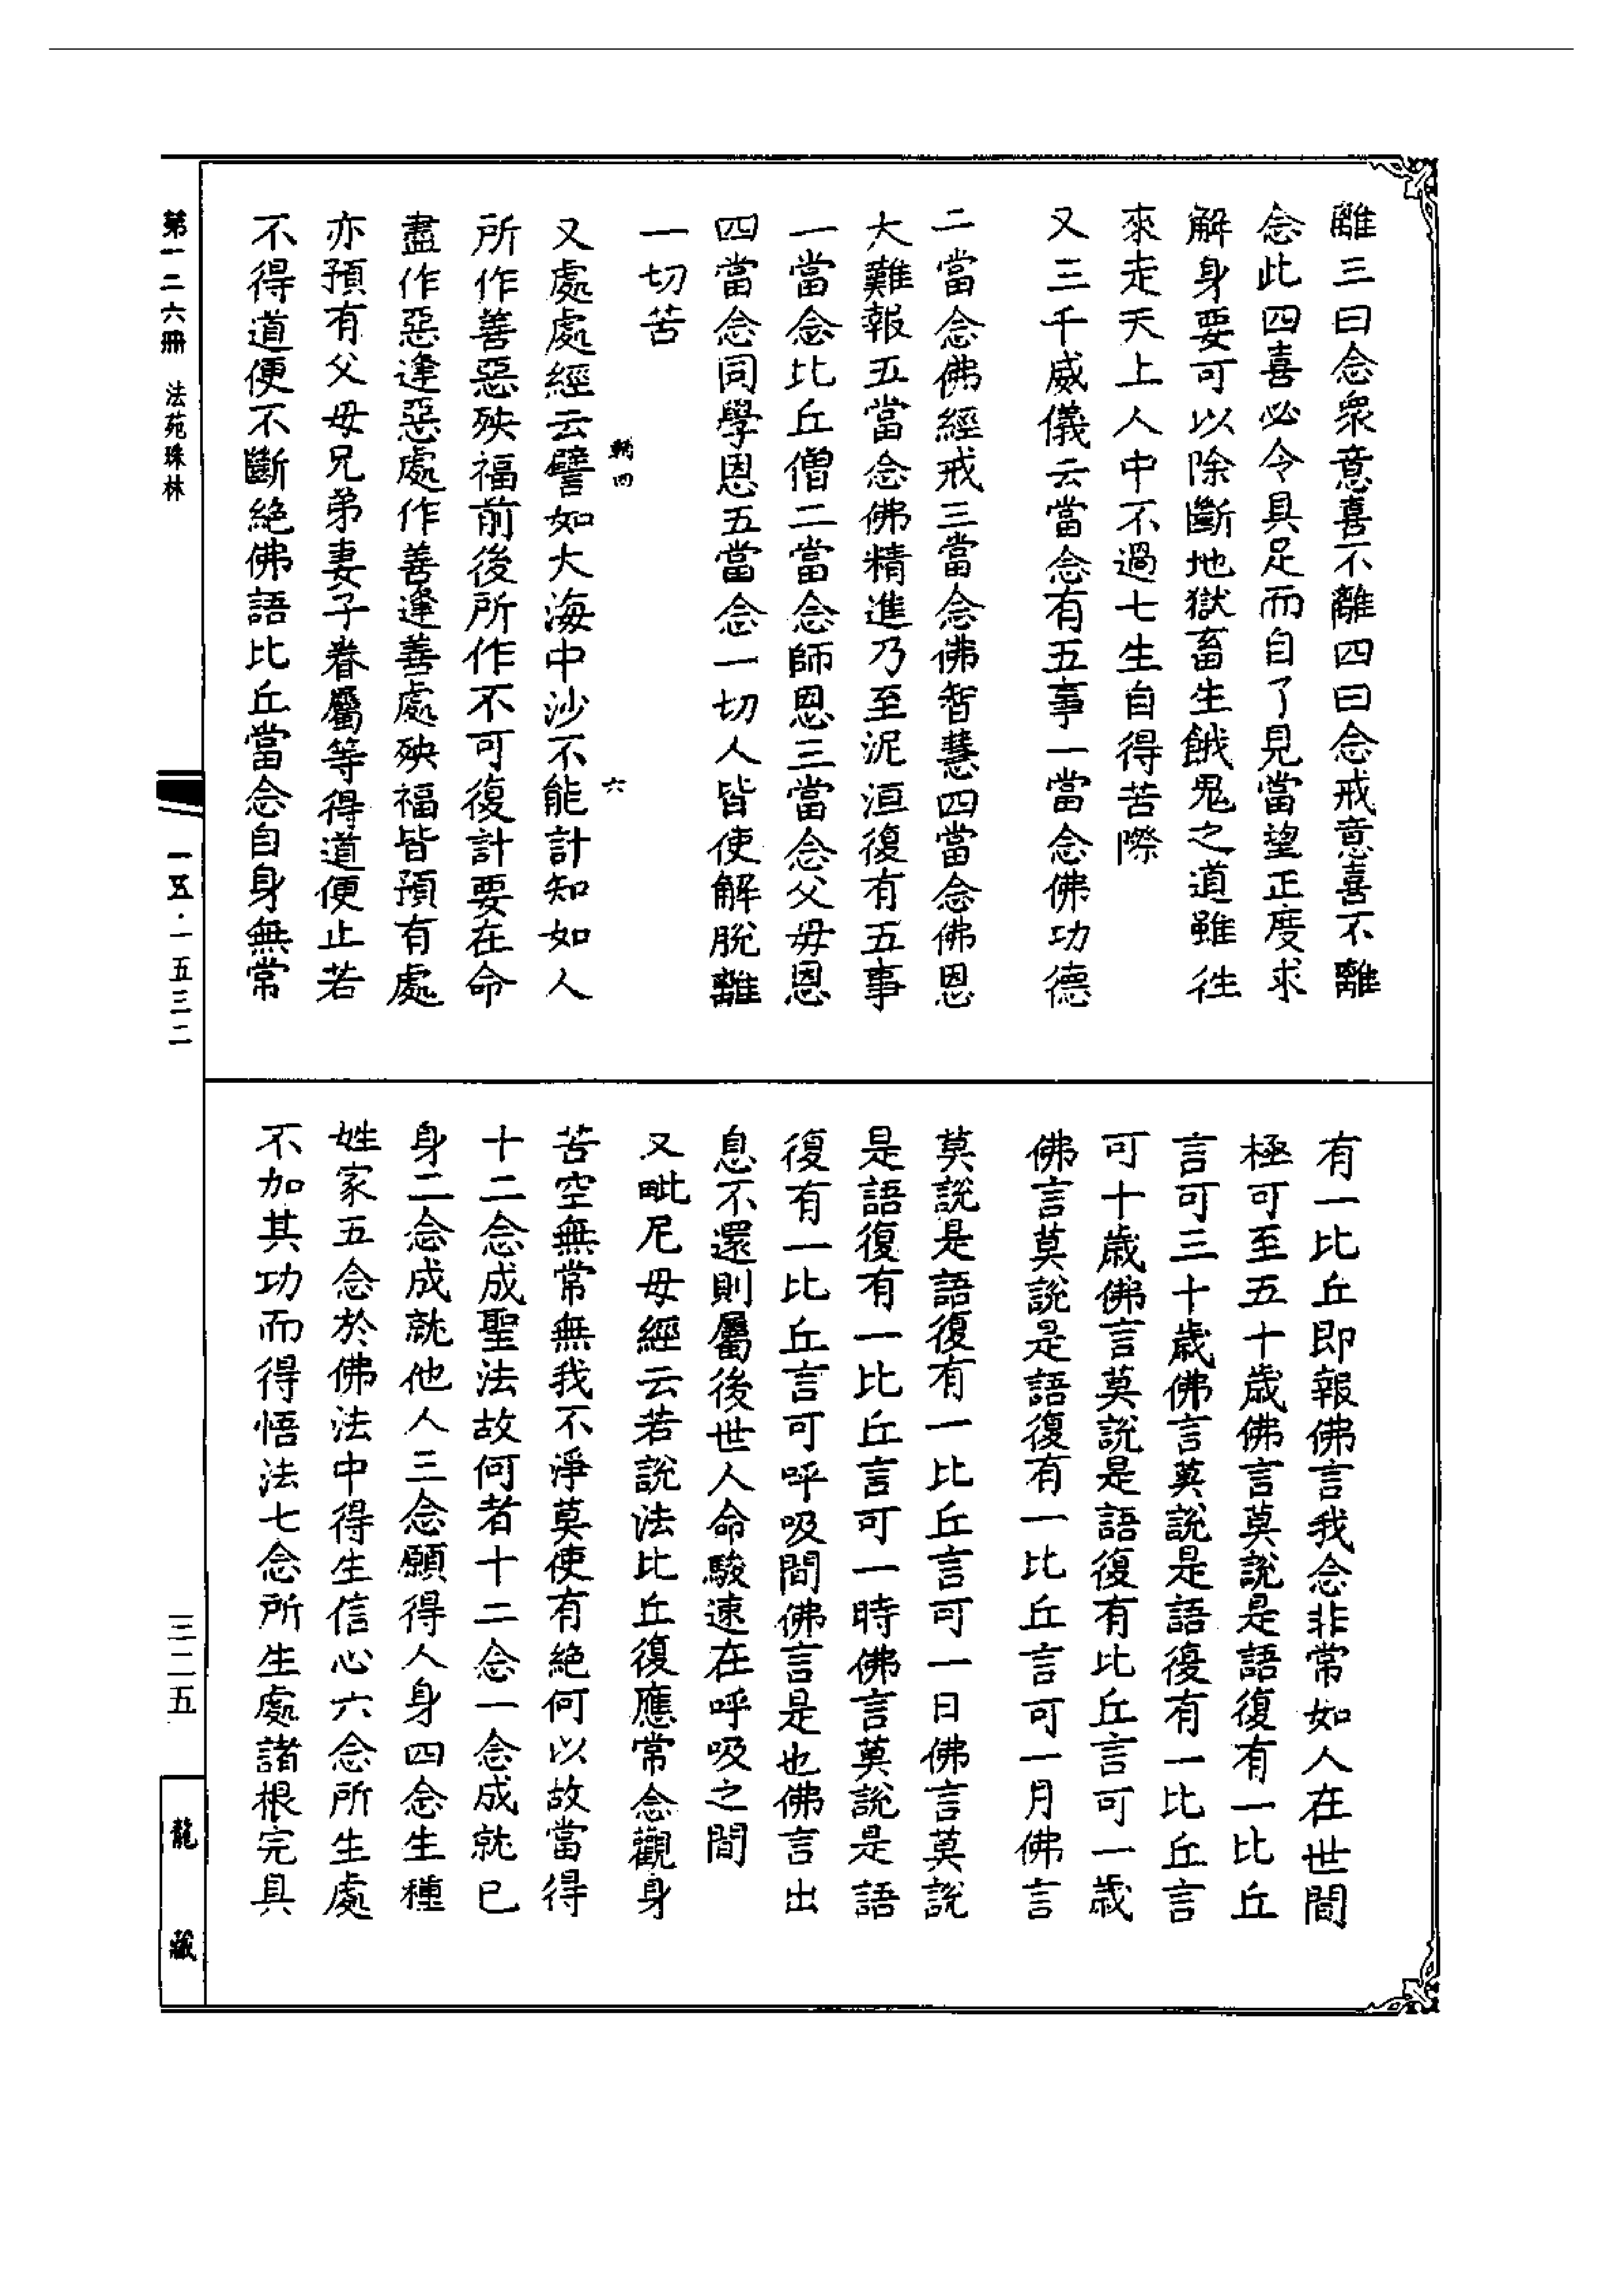 離三曰念衆意喜不離四曰念戒意喜不離
念此四喜必令具足而自了見當望正度求
解身要可以除斷地獄畜生餓鬼之道雖徃
來走天上人中不過七生自得苦際
又三千威儀云當念有五事一當念佛功德
二當念佛經戒三當念佛智慧四當念佛恩
大難報五當念佛精進乃至泥洹復有五事
一當念比丘僧二當念師恩三當念父母恩
四當念同學恩五當念一切人皆使解脫離
一切苦
輔四 六
又處處經云譬如大海中沙不能計知如人
所作善惡殃福前後所作不可復計要在命
盡作惡逢惡處作善逢善處殃福皆預有處
亦預有父母兄弟妻子眷屬等得道便止若
不得道便不斷絕佛語比丘當念自身無常
有一比丘即報佛言我念非常如人在世間
極可至五十歲佛言莫說是語復有一比丘
言可三十歲佛言莫說是語復有一比丘言
可十歲佛言莫說是語復有比丘言可一歲
佛言莫說是語復有一比丘言可一月佛言
莫說是語復有一比丘言可一日佛言莫說
是語復有一比丘言可一時佛言莫說是語
復有一比丘言可呼吸間佛言是也佛言出
息不還則屬後世人命駿速在呼吸之間
又毗尼母經云若說法比丘復應常念觀身
苦空無常無我不淨莫使有絕何以故當得
十二念成聖法故何者十二念一念成就已
身二念成就他人三念願得人身四念生種
姓家五念於佛法中得生信心六念所生處
不加其功而得悟法七念所生處諸根完具
第一二六冊 法苑珠林
一五·一五三二
三二五
龍藏